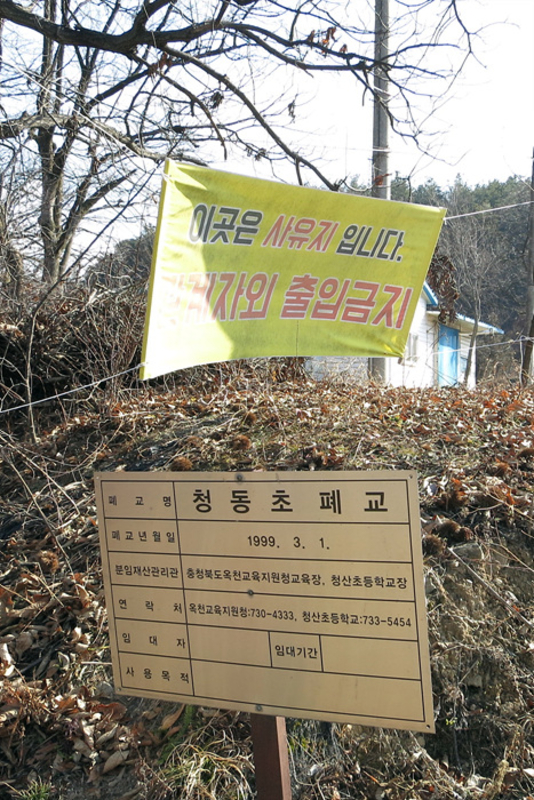 이곳은 사유지 입니다.
관계자외 출입금지
폐교명 청동초 폐교
폐교년월일 1999. 3. 1.
분임재산관리관 충청북도옥천교육지원청교육장, 청산초등학교장
연락처 옥천교육지원청:730-4333, 청산초등학교:733-5454
임대자 임대기간
사용목적